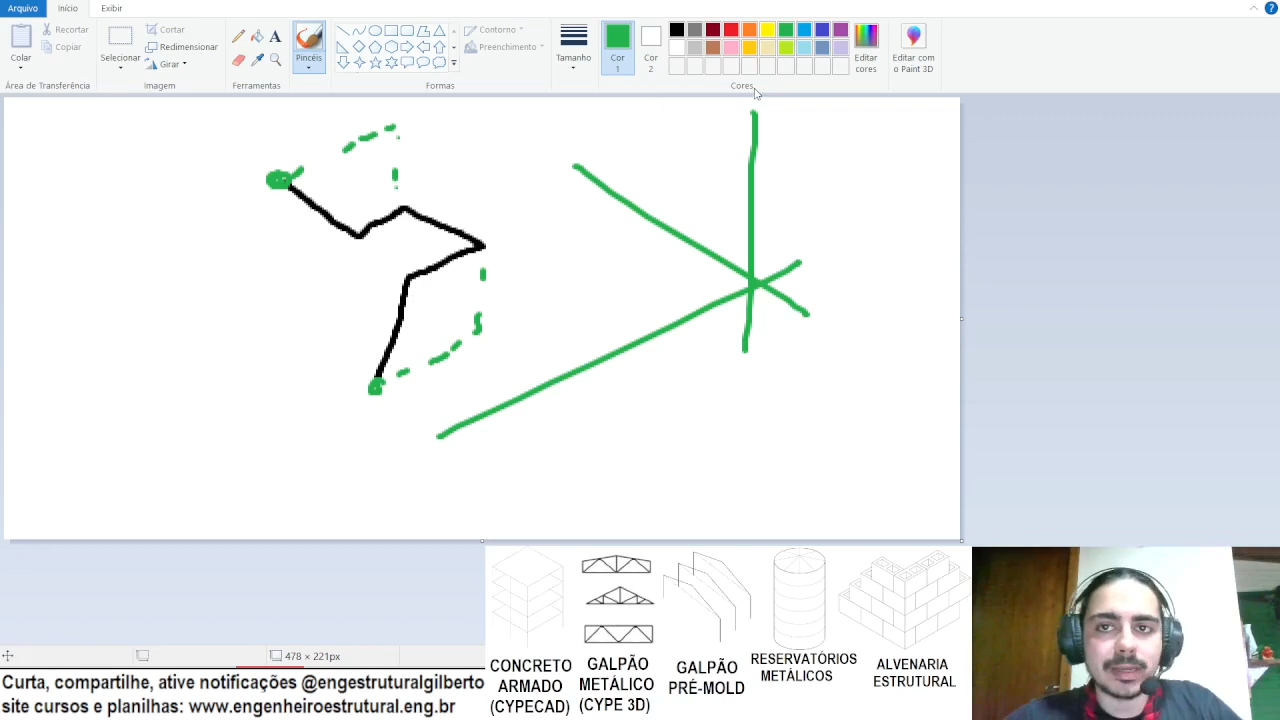 Arquivo Início Exibir
Recortar Cortar Contorno
Copiar Redimensionar Preenchimento
Colar Selecionar Girar Pincéis Tamanho Cor 1 Cor 2 Editar cores Editar com o Paint 3D
Área de Transferência Imagem Ferramentas Formas Cores
478 × 221px
CONCRETO
ARMADO
(CYPECAD)
GALPÃO
METÁLICO
(CYPE 3D)
GALPÃO
PRÉ-MOLD
RESERVATÓRIOS
METÁLICOS
ALVENARIA
ESTRUTURAL
Curta, compartilhe, ative notificações @engestruturalgilberto
site cursos e planilhas: www.engenheiroestrutural.eng.br